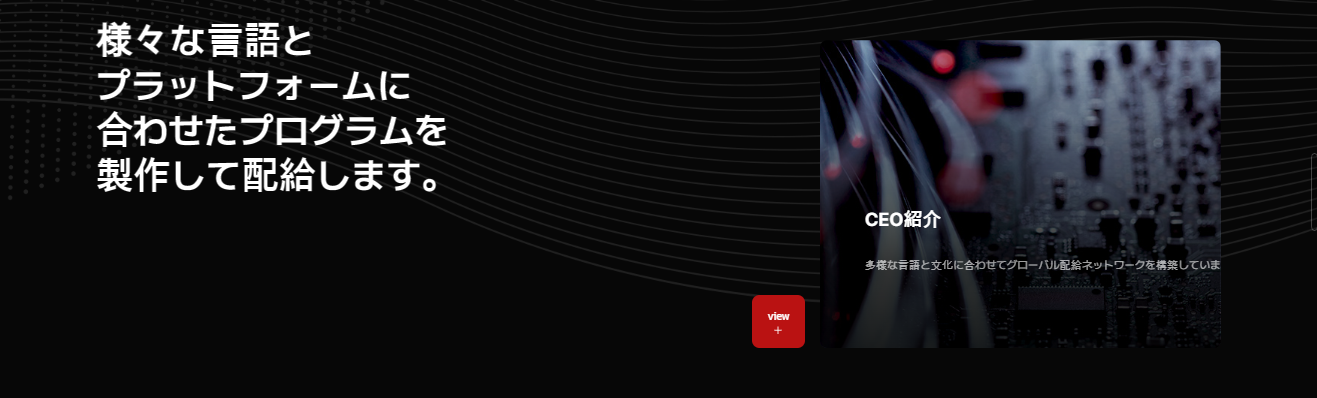 様々な言語と
プラットフォームに
合わせたプログラムを
製作して配給します。
CEO紹介
多様な言語と文化に合わせてグローバル配給ネットワークを構築していま
view
+